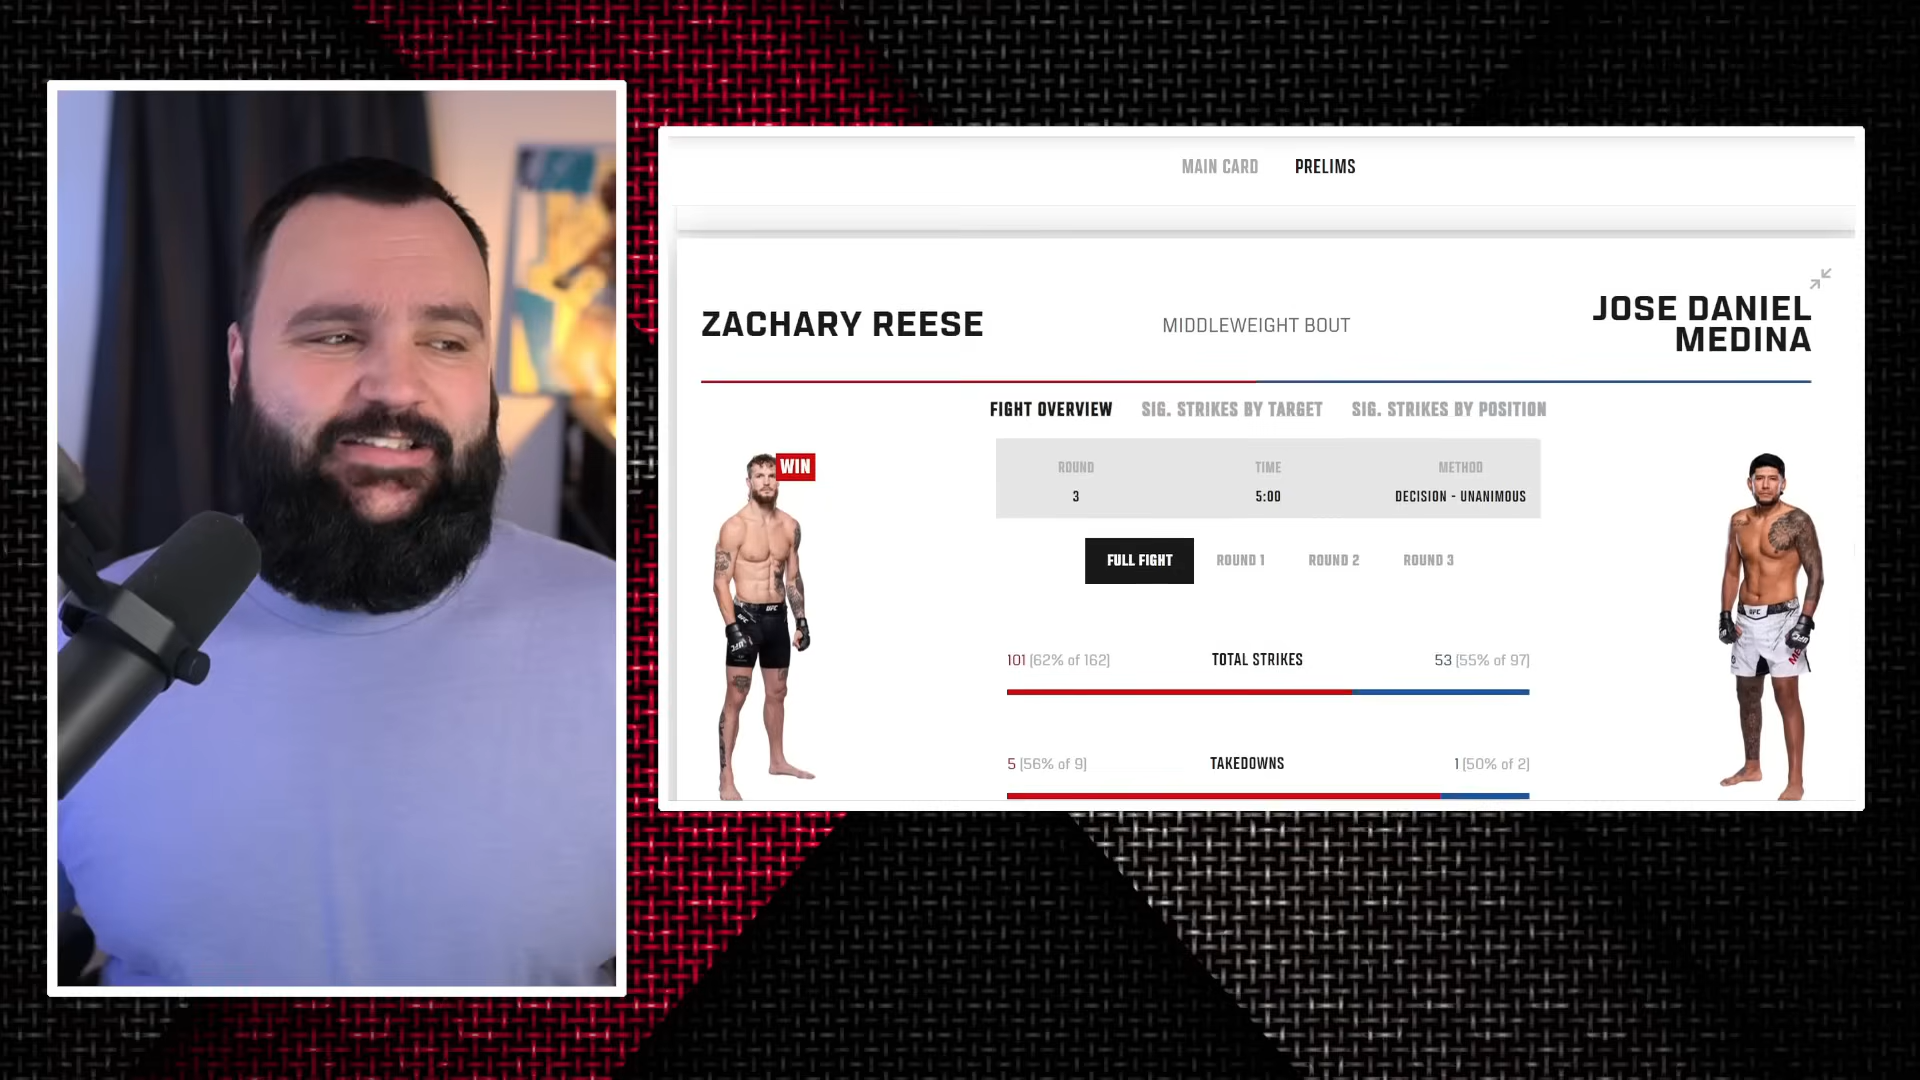 MAIN CARD PRELIMS
ZACHARY REESE
MIDDLEWEIGHT BOUT
JOSE DANIEL
MEDINA
FIGHT OVERVIEW SIG. STRIKES BY TARGET SIG. STRIKES BY POSITION
WIN
ROUND TIME METHOD
3 5:00 DECISION - UNANIMOUS
FULL FIGHT ROUND 1 ROUND 2 ROUND 3
UFC
UFC
101 (62% of 162) TOTAL STRIKES 53 (55% of 97)
5 (56% of 9) TAKEDOWNS 1 (50% of 2)